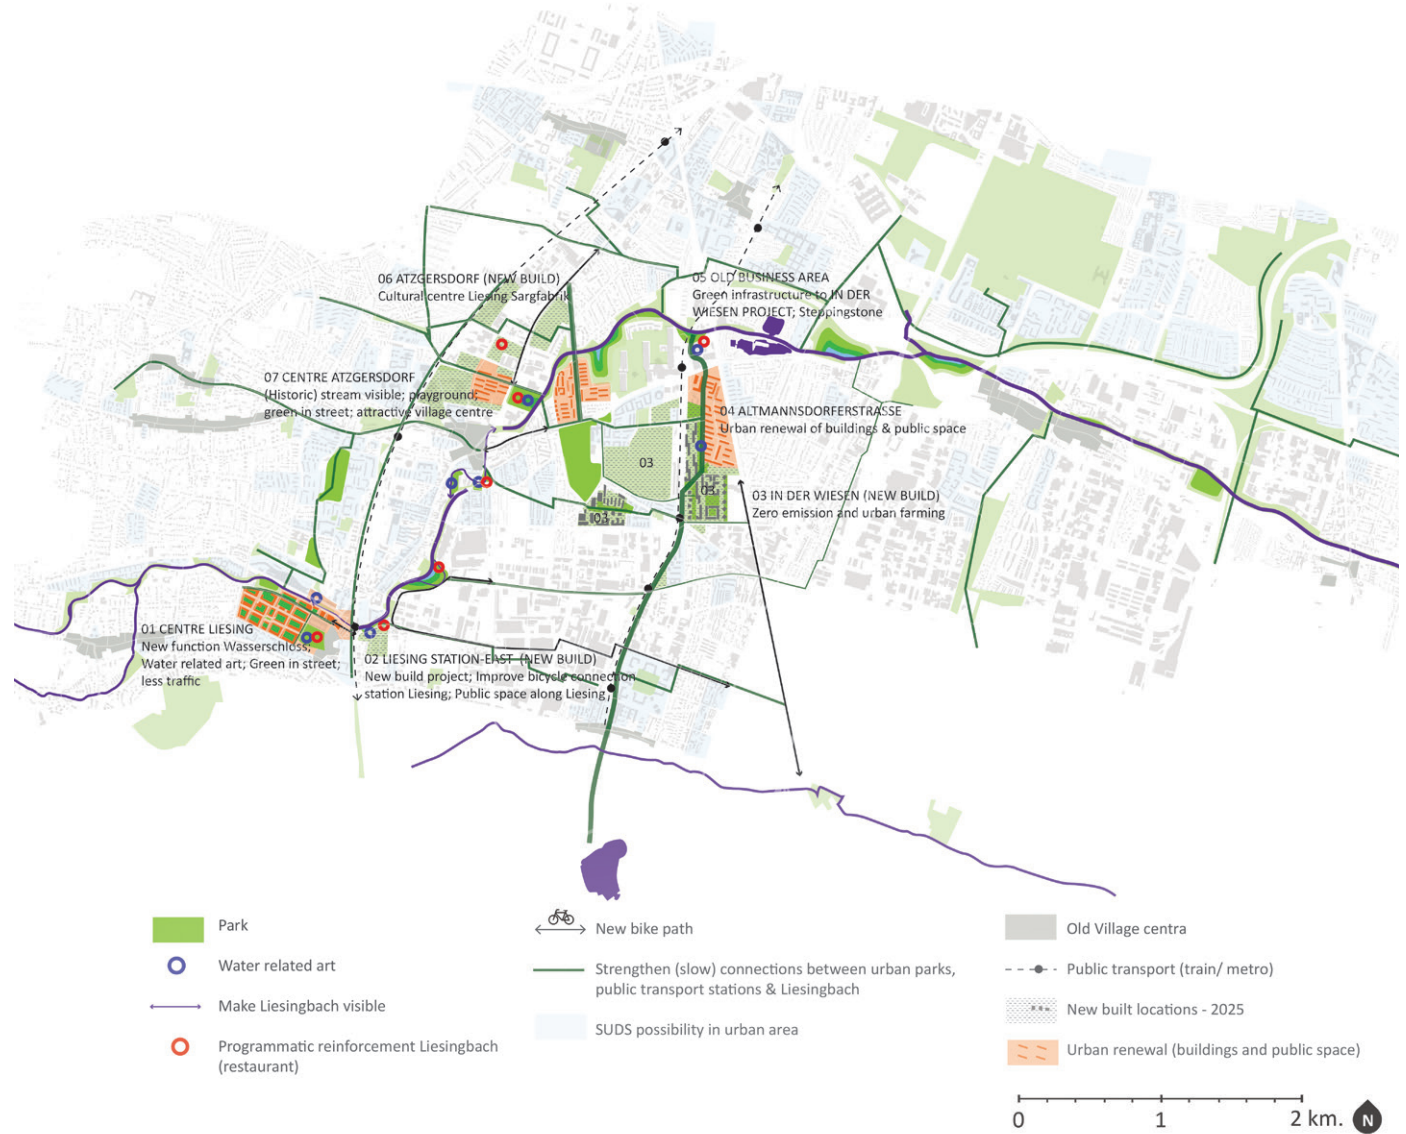 06 ATZGERSDORF (NEW BUILD)
Cultural centre Liesing Sargfabrik
05 OLD BUSINESS AREA
Green infrastructure to IN DER
WIESEN PROJECT; Steppingstone
07 CENTRE ATZGERSDORF
(Historic) stream visible; playground;
green in street; attractive village centre
04 ALTMANNSDORFERSTRASSE
Urban renewal of buildings & public space
03
03
03
03 IN DER WIESEN (NEW BUILD)
Zero emission and urban farming
01 CENTRE LIESING
New function Wasserschloss;
Water related art; Green in street;
less traffic
02 LIESING STATION-EAST (NEW BUILD)
New build project; Improve bicycle connection
station Liesing; Public space along Liesing
Park
Water related art
Make Liesingbach visible
Programmatic reinforcement Liesingbach
(restaurant)
New bike path
Strengthen (slow) connections between urban parks,
public transport stations & Liesingbach
SUDS possibility in urban area
Old Village centra
Public transport (train/ metro)
New built locations - 2025
Urban renewal (buildings and public space)
0 1 2 km.
N